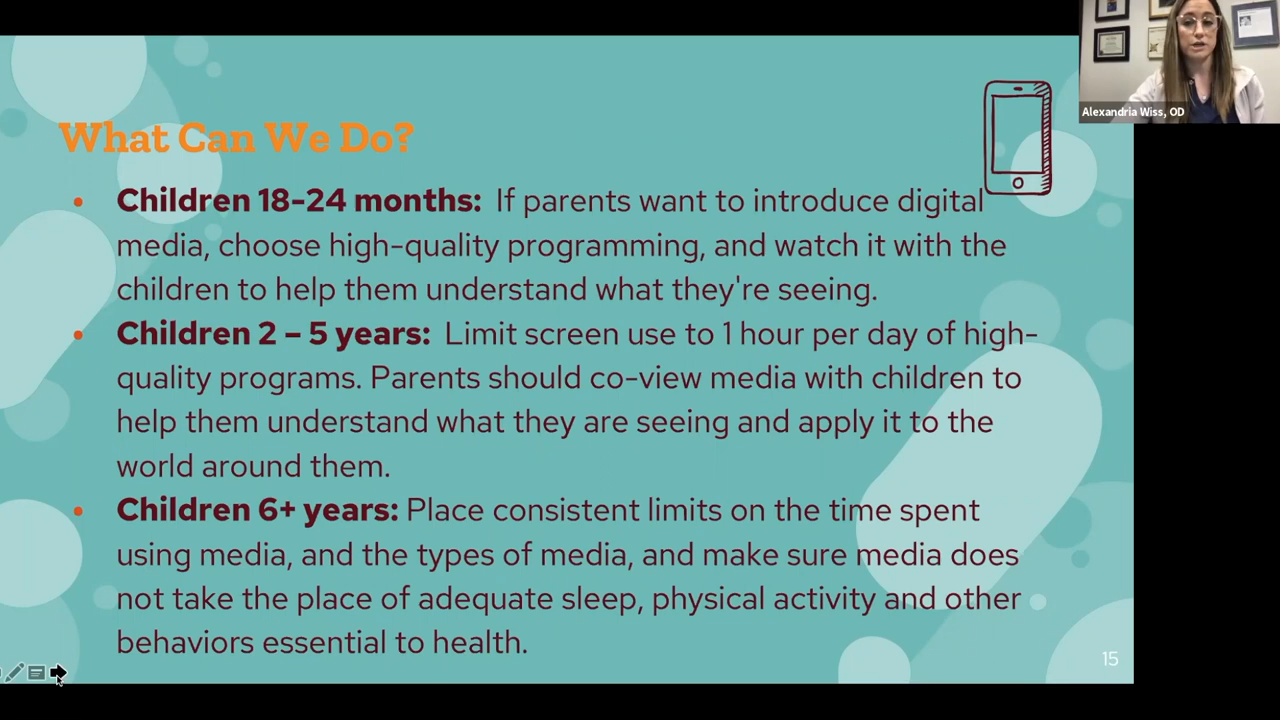 Alexandria Wiss, OD
What Can We Do?
• Children 18-24 months: If parents want to introduce digital
media, choose high-quality programming, and watch it with the
children to help them understand what they're seeing.
• Children 2 – 5 years: Limit screen use to 1 hour per day of high-
quality programs. Parents should co-view media with children to
help them understand what they are seeing and apply it to the
world around them.
• Children 6+ years: Place consistent limits on the time spent
using media, and the types of media, and make sure media does
not take the place of adequate sleep, physical activity and other
behaviors essential to health.
15